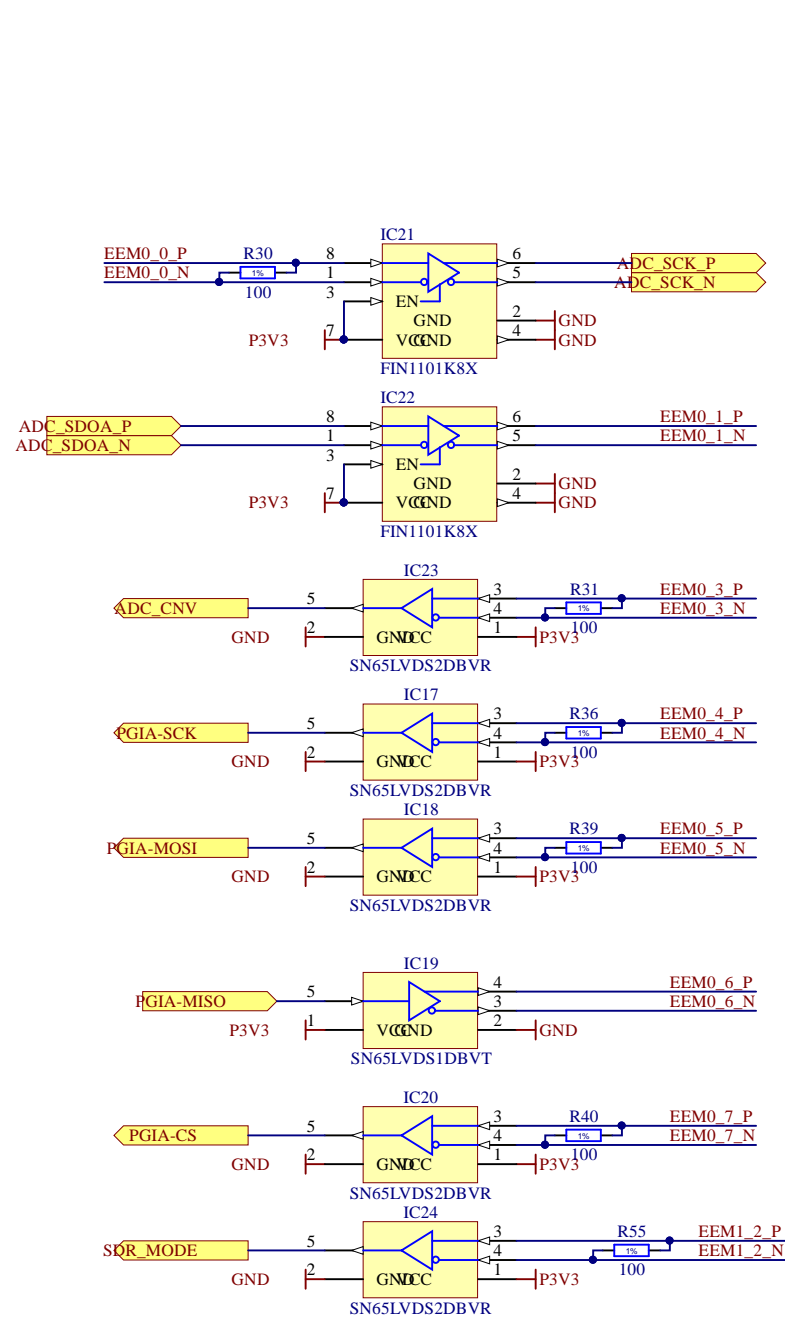 IC21
EEM0_0_P R30 8 6 ADC_SCK_P
EEM0_0_N 1% 1 5 ADC_SCK_N
100 3 EN
GND 2 GND
P3V3 7 VCC GND 4 GND
FIN1101K8X
IC22
ADC_SDOA_P 8 6 EEM0_1_P
ADC_SDOA_N 1 5 EEM0_1_N
3 EN
GND 2 GND
P3V3 7 VCC GND 4 GND
FIN1101K8X
IC23
ADC_CNV 5 3 R31 EEM0_3_P
4 1% EEM0_3_N
GND 2 GND VCC 1 P3V3 100
SN65LVDS2DBVR
IC17
PGIA-SCK 5 3 R36 EEM0_4_P
4 1% EEM0_4_N
GND 2 GND VCC 1 P3V3 100
SN65LVDS2DBVR
IC18
PGIA-MOSI 5 3 R39 EEM0_5_P
4 1% EEM0_5_N
GND 2 GND VCC 1 P3V3 100
SN65LVDS2DBVR
IC19
PGIA-MISO 5 4 EEM0_6_P
3 EEM0_6_N
P3V3 1 VCC GND 2 GND
SN65LVDS1DBVT
IC20
PGIA-CS 5 3 R40 EEM0_7_P
4 1% EEM0_7_N
GND 2 GND VCC 1 P3V3 100
SN65LVDS2DBVR
IC24
SDR_MODE 5 3 R55 EEM1_2_P
4 1% EEM1_2_N
GND 2 GND VCC 1 P3V3 100
SN65LVDS2DBVR